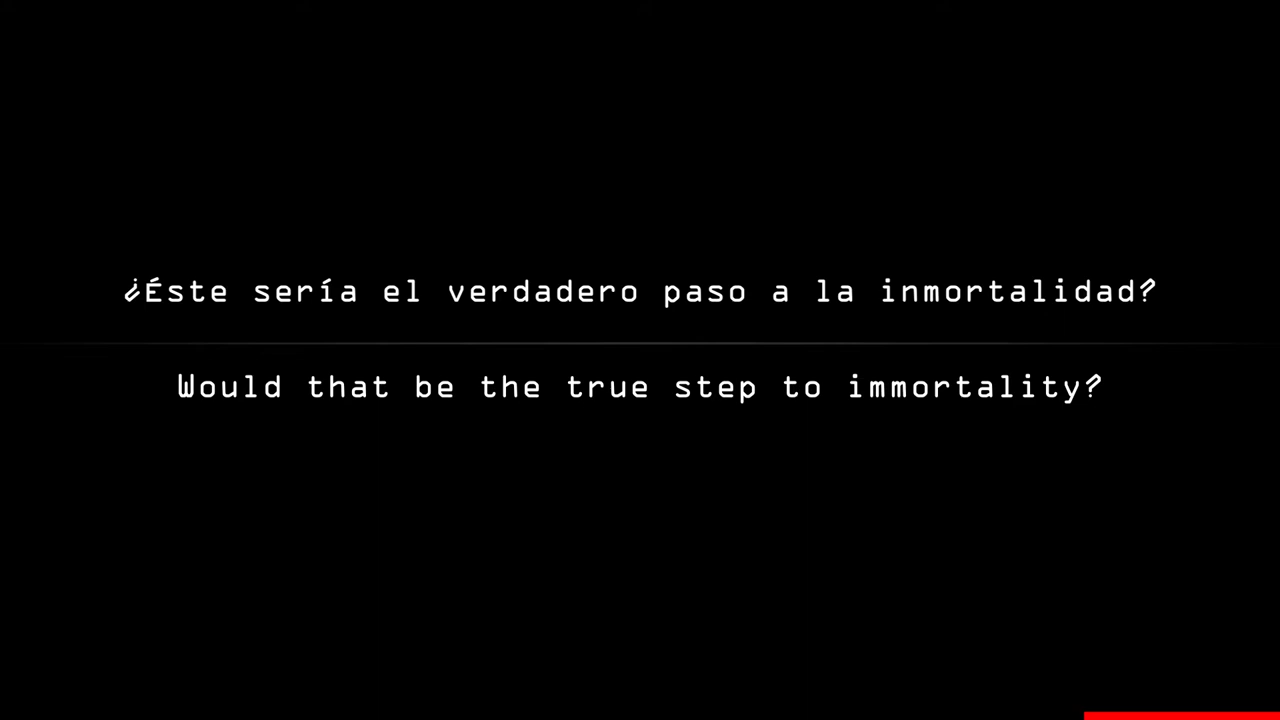 ¿Éste sería el verdadero paso a la inmortalidad?
Would that be the true step to immortality?